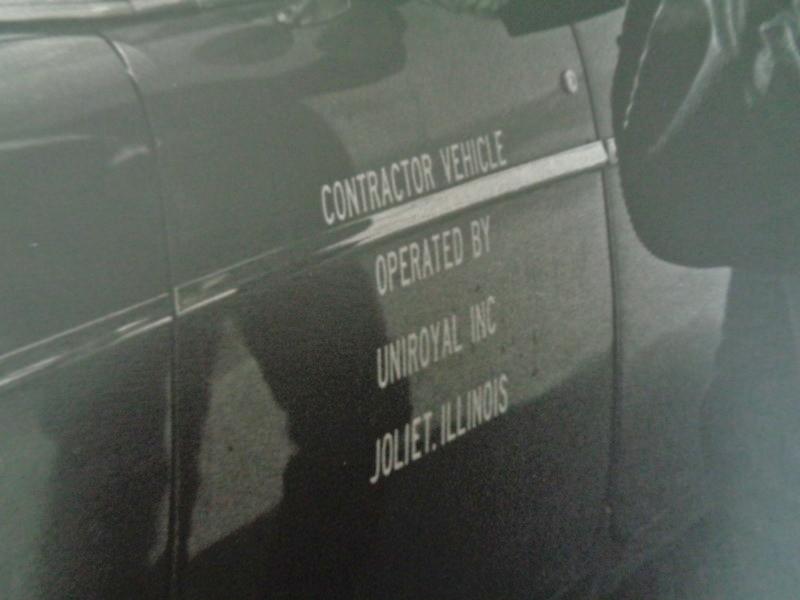 CONTRACTOR VEHICLE
OPERATED BY
UNIROYAL INC
JOLIET, ILLINOIS